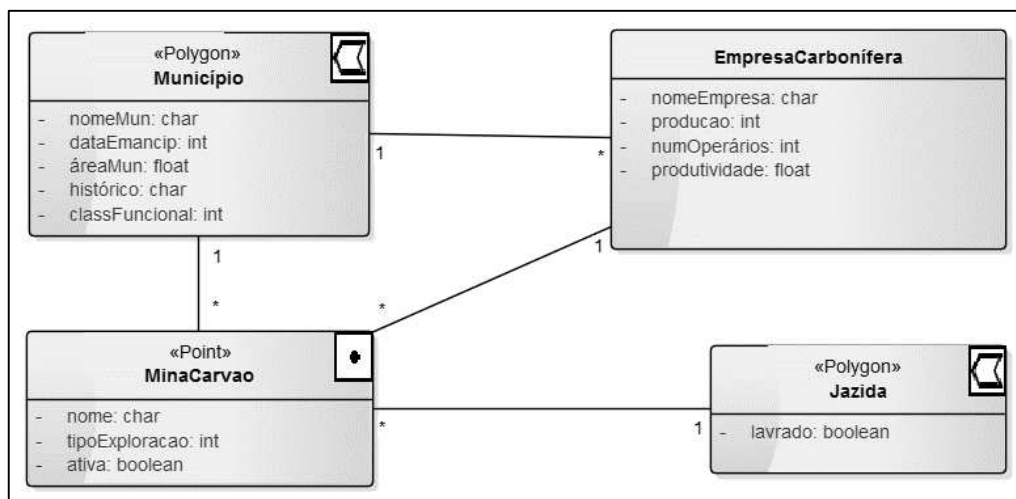 «Polygon»
Município
- nomeMun: char
- dataEmancip: int
- áreaMun: float
- histórico: char
- classFuncional: int
EmpresaCarbonífera
- nomeEmpresa: char
- producao: int
- numOperários: int
- produtividade: float
1
*
1
*
1
*
«Point»
MinaCarvao
- nome: char
- tipoExploracao: int
- ativa: boolean
*
1
«Polygon»
Jazida
- lavrado: boolean